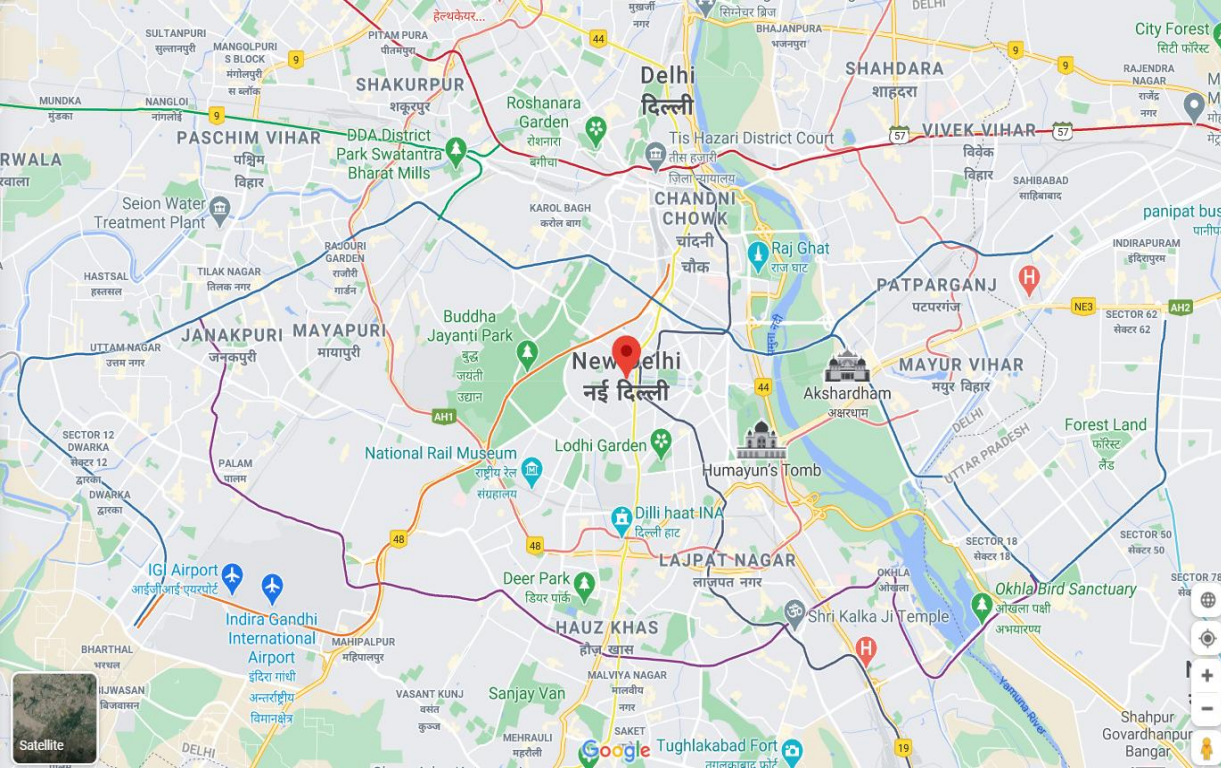 हेल्थकेयर...
मुखर्जी
नगर
सिग्नेचर ब्रिज
DELHI
SULTANPURI
सुल्तानपुरी
PITAM PURA
पीतमपुरा
44
BHAJANPURA
भजनपुरा
City Forest
सिटी फॉरेस्ट
MANGOLPURI
S BLOCK
मंगोलपुरी
स ब्लॉक
9
9
9
SHAKURPUR
शकूरपुर
Delhi
दिल्ली
SHAHDARA
शाहदरा
RAJENDRA
NAGAR
राजेंद्र
नगर
MUNDKA
मुंडका
NANGLOI
नांगलोई
9
Roshanara
Garden
रोशनारा
बगीचा
PASCHIM VIHAR
पश्चिम
विहार
DDA District
Park Swatantra
Bharat Mills
Tis Hazari District Court
तीस हजारी
ज़िला न्यायालय
57
VIVEK VIHAR
विवेक
विहार
57
RWALA
रवाला
SAHIBABAD
साहिबाबाद
Seion Water
Treatment Plant
KAROL BAGH
करोल बाग
CHANDNI
CHOWK
चांदनी
चौक
panipat bus
Raj Ghat
राज घाट
INDIRAPURAM
इंदिरापुरम
RAJOURI
GARDEN
राजौरी
गार्डन
HASTSAL
हस्तसाल
TILAK NAGAR
तिलक नगर
PATPARGANJ
पटपरगंज
H
NE3
AH2
SECTOR 62
सेक्टर 62
Buddha
Jayanti Park
बुद्ध
जयंती
उद्यान
JANAKPURI
जनकपुरी
MAYAPURI
मायापुरी
यमुना नदी
UTTAM NAGAR
उत्तम नगर
New Delhi
नई दिल्ली
MAYUR VIHAR
मयुर विहार
44
Akshardham
अक्षरधाम
AH1
DELHI
UTTAR PRADESH
Forest Land
फॉरेस्ट
लैंड
SECTOR 12
DWARKA
सेक्टर 12
द्वारका
Lodhi Garden
National Rail Museum
राष्ट्रीय रेल
संग्रहालय
Humayun's Tomb
PALAM
पालम
DWARKA
द्वारका
Dilli haat INA
दिल्ली हाट
48
48
SECTOR 18
सेक्टर 18
SECTOR 50
सेक्टर 50
LAJPAT NAGAR
लाजपत नगर
IGI Airport
आईजीआई एयरपोर्ट
Deer Park
डियर पार्क
OKHLA
ओखला
SECTOR 78
Okhla Bird Sanctuary
ओखला पक्षी
अभयारण्य
Indira Gandhi
International
Airport
इंदिरा गांधी
अन्तर्राष्ट्रीय
विमानक्षेत्र
Shri Kalka Ji Temple
HAUZ KHAS
हौज़ खास
MAHIPALPUR
महिपालपुर
BHARTHAL
भरथल
H
MALVIYA NAGAR
मालवीय
नगर
BIJWASAN
बिजवासन
VASANT KUNJ
वसंत
कुञ्ज
Sanjay Van
Yamuna River
Shahpur
Govardhanpur
Bangar
Satellite
DELHI
MEHRAULI
महरौली
SAKET
Google
Tughlakabad Fort
तुगलकाबाद फोर्ट
19